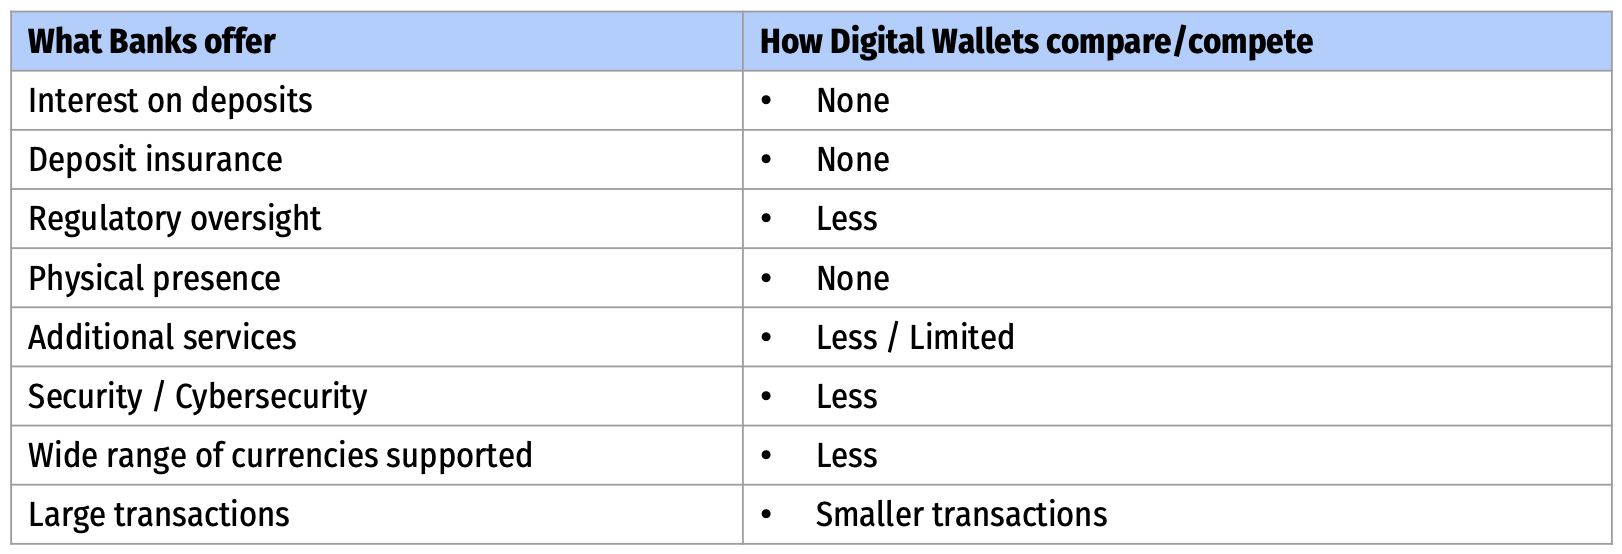 What Banks offer
How Digital Wallets compare/compete
Interest on deposits
• None
Deposit insurance
• None
Regulatory oversight
• Less
Physical presence
• None
Additional services
• Less / Limited
Security / Cybersecurity
• Less
Wide range of currencies supported
• Less
Large transactions
• Smaller transactions